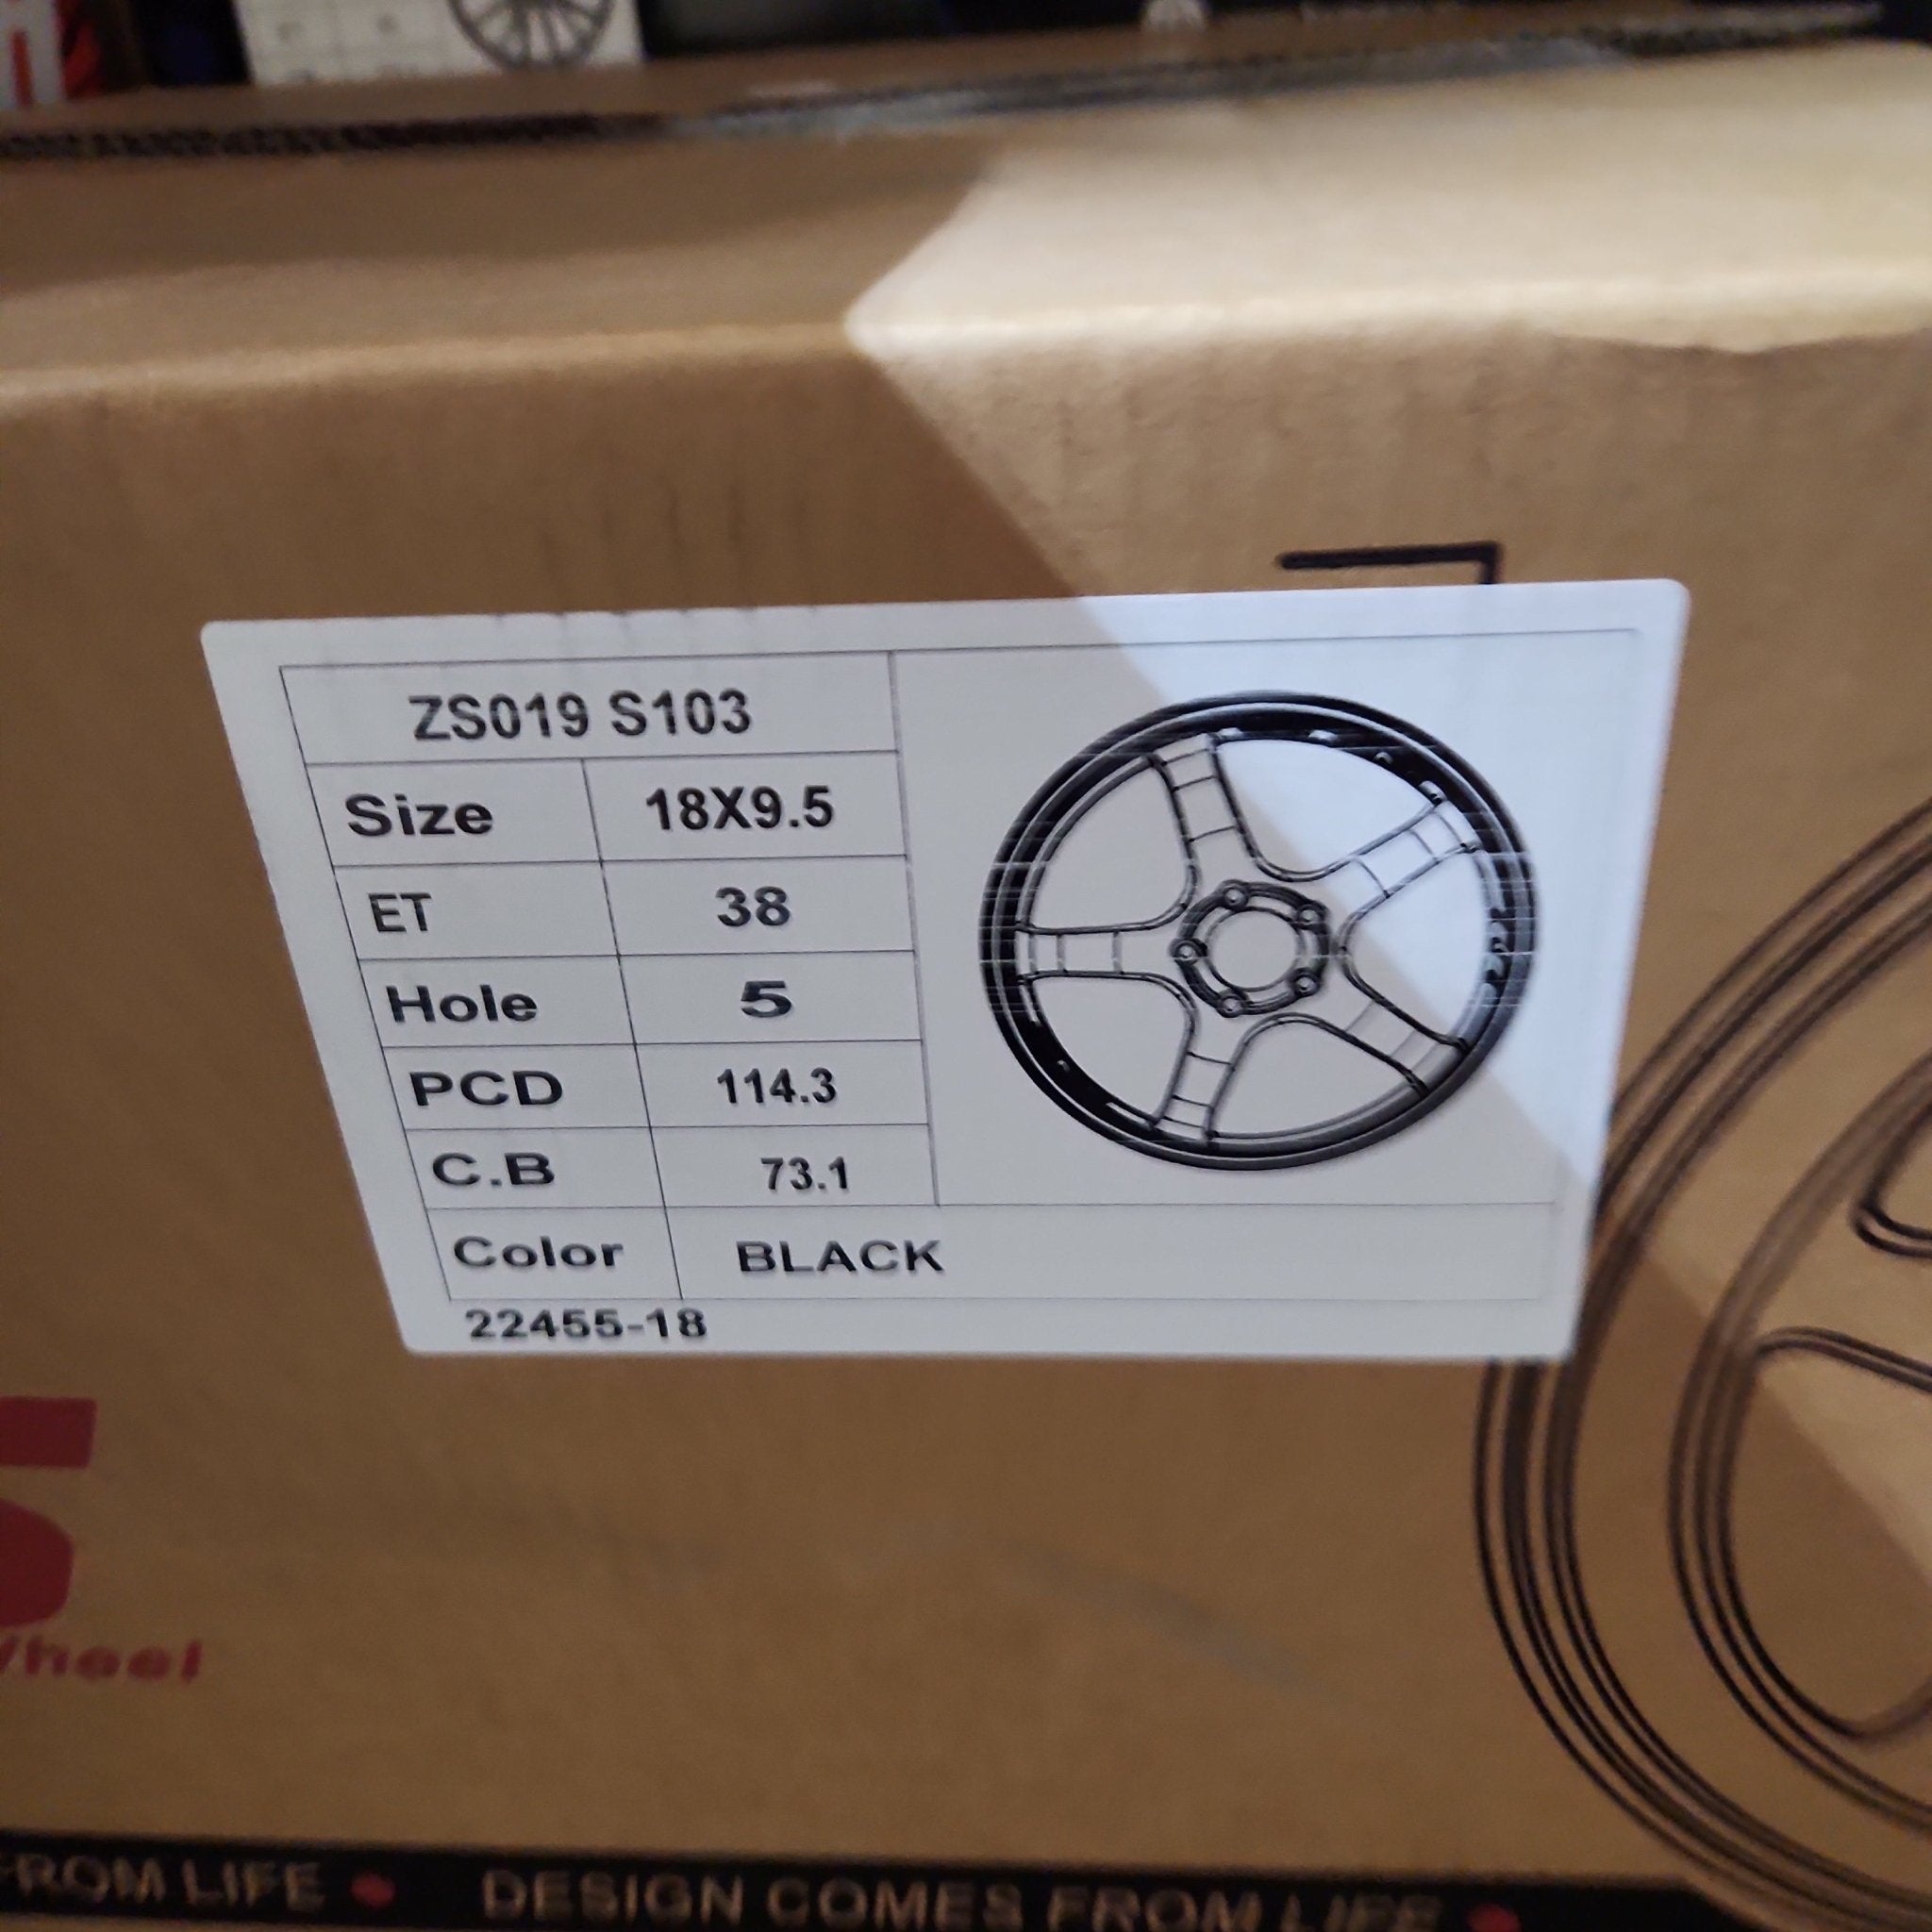 ZS019 S103
Size 18X9.5
ET 38
Hole 5
PCD 114.3
C.B 73.1
Color BLACK
22455-18
Wheel
FROM LIFE DESIGN COMES FROM LIFE